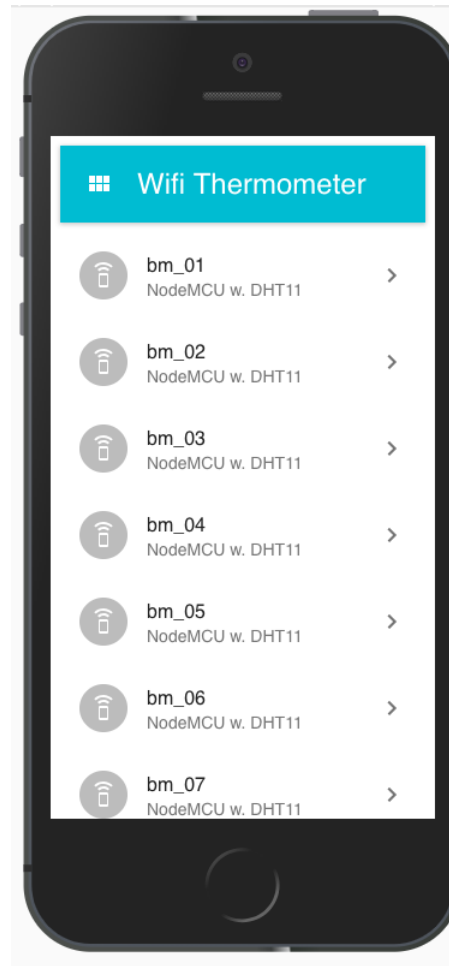 Wifi Thermometer
bm_01
NodeMCU w. DHT11
bm_02
NodeMCU w. DHT11
bm_03
NodeMCU w. DHT11
bm_04
NodeMCU w. DHT11
bm_05
NodeMCU w. DHT11
bm_06
NodeMCU w. DHT11
bm_07
NodeMCU w. DHT11